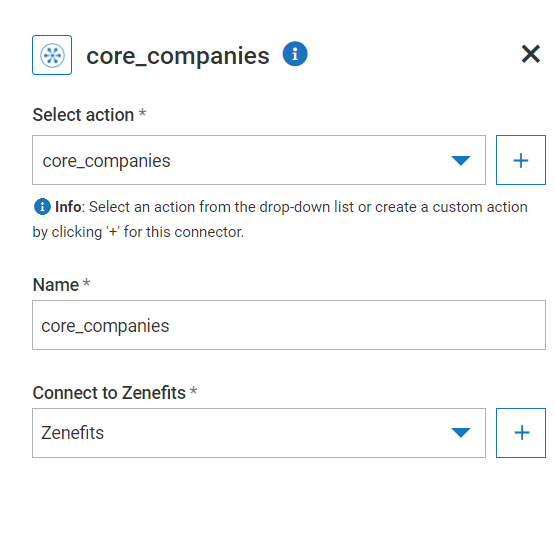 core_companies
Select action *
core_companies
+
Info: Select an action from the drop-down list or create a custom action
by clicking '+' for this connector.
Name *
core_companies
Connect to Zenefits *
Zenefits
+